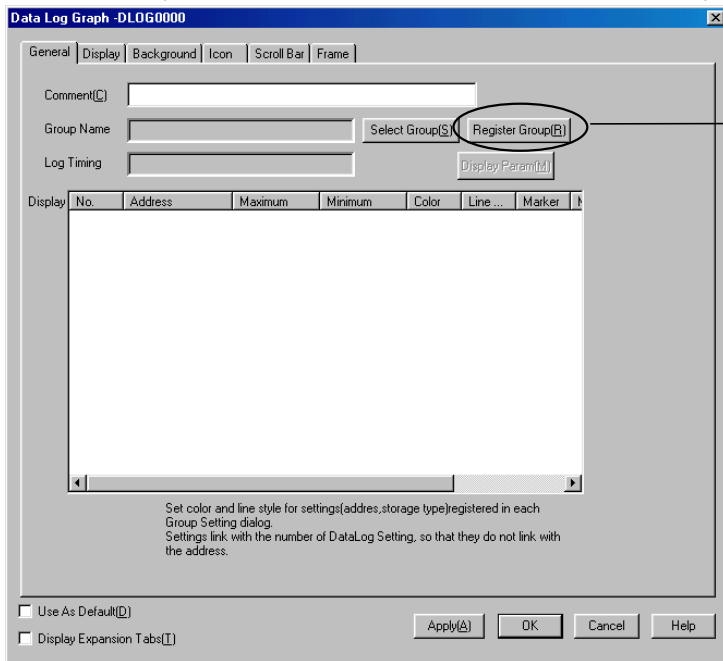 Data Log Graph -DLOG0000
General Display Background Icon Scroll Bar Frame
Comment(C)
Group Name Select Group(S) Register Group(R)
Log Timing Display Param(M)
Display No. Address Maximum Minimum Color Line ... Marker
Set color and line style for settings(addres,storage type)registered in each
Group Setting dialog.
Settings link with the number of DataLog Setting, so that they do not link with
the address.
Use As Default(D)
Display Expansion Tabs(T)
Apply(A) OK Cancel Help